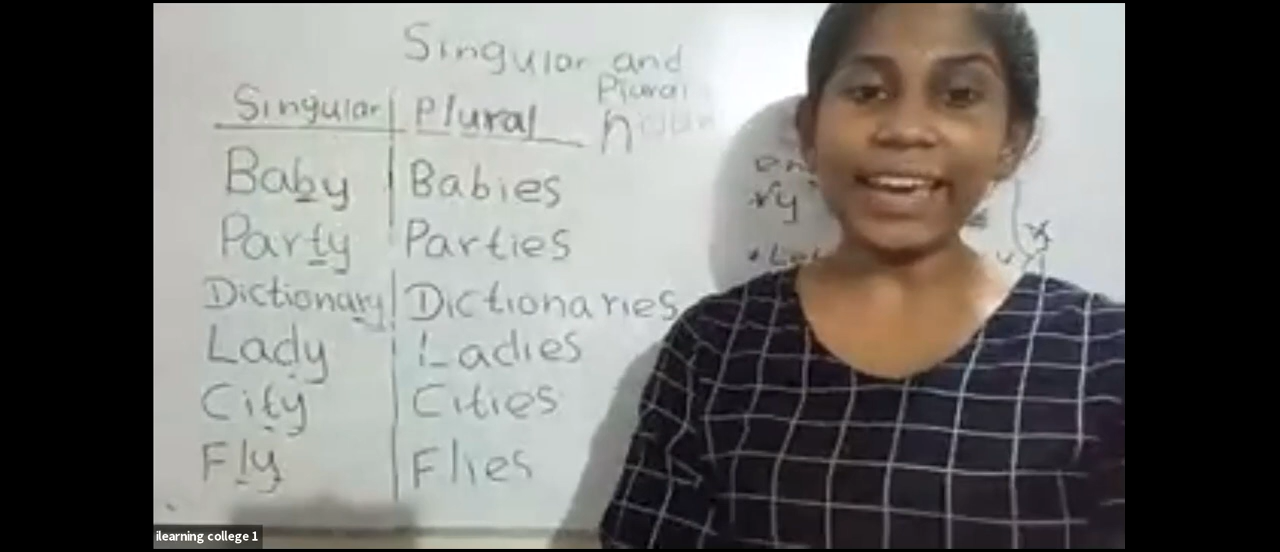 Singular and
Plural
noun
Singular Plural
Baby Babies
Party Parties
Dictionary Dictionaries
Lady Ladies
City Cities
Fly Flies
ilearning college 1